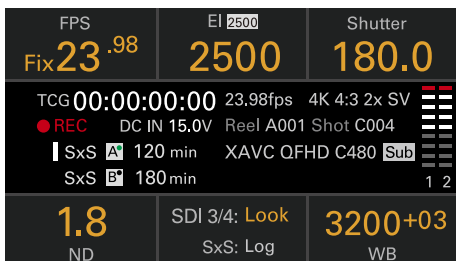 FPS
Fix23.98
EI 2500
2500
Shutter
180.0
TCG 00:00:00:00 23.98fps 4K 4:3 2x SV
REC DC IN 15.0V Reel A001 Shot C004
SxS A 120 min XAVC QFHD C480 Sub
SxS B 180 min
1 2
1.8
ND
SDI 3/4: Look
SxS: Log
3200+03
WB